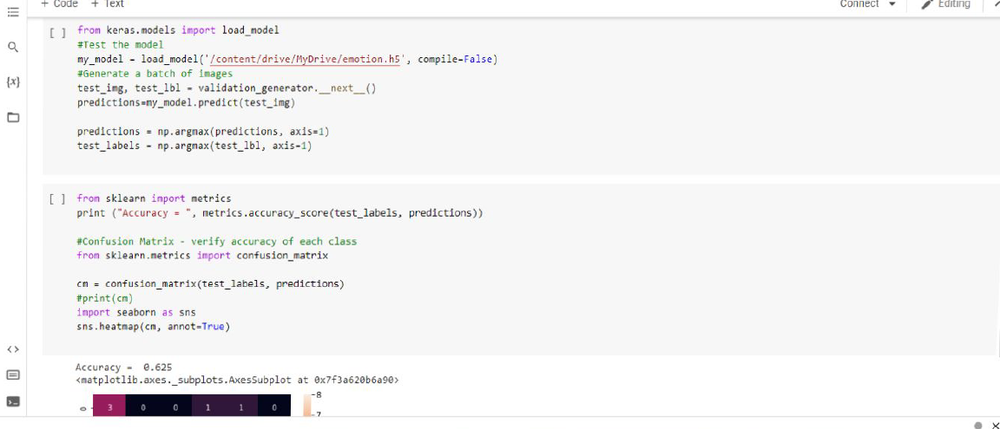 + Code + Text
Connect
Editing
{x}
[ ] from keras.models import load_model
#Test the model
my_model = load_model('/content/drive/MyDrive/emotion.h5', compile=False)
#Generate a batch of images
test_img, test_lbl = validation_generator.__next__()
predictions=my_model.predict(test_img)
predictions = np.argmax(predictions, axis=1)
test_labels = np.argmax(test_lbl, axis=1)
[ ] from sklearn import metrics
print ("Accuracy = ", metrics.accuracy_score(test_labels, predictions))
#Confusion Matrix - verify accuracy of each class
from sklearn.metrics import confusion_matrix
cm = confusion_matrix(test_labels, predictions)
#print(cm)
import seaborn as sns
sns.heatmap(cm, annot=True)
<>
Accuracy = 0.625
<matplotlib.axes._subplots.AxesSubplot at 0x7f3a620b6a90>
0 3 0 0 1 1 0
8
7